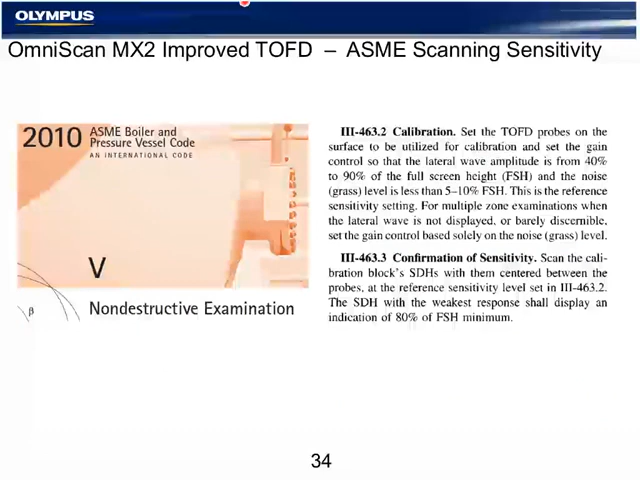 OLYMPUS
OmniScan MX2 Improved TOFD – ASME Scanning Sensitivity
2010 ASME Boiler and
Pressure Vessel Code
AN INTERNATIONAL CODE
V
β
Nondestructive Examination
III-463.2 Calibration. Set the TOFD probes on the
surface to be utilized for calibration and set the gain
control so that the lateral wave amplitude is from 40%
to 90% of the full screen height (FSH) and the noise
(grass) level is less than 5–10% FSH. This is the reference
sensitivity setting. For multiple zone examinations when
the lateral wave is not displayed, or barely discernible,
set the gain control based solely on the noise (grass) level.
III-463.3 Confirmation of Sensitivity. Scan the cali-
bration block's SDHs with them centered between the
probes, at the reference sensitivity level set in III-463.2.
The SDH with the weakest response shall display an
indication of 80% of FSH minimum.
34